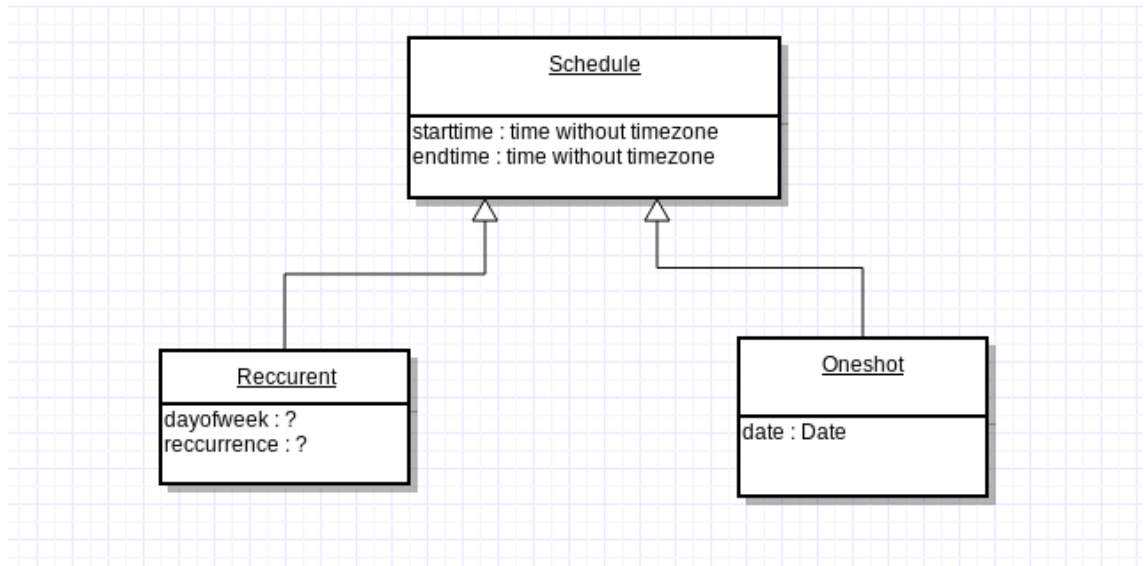 Schedule
starttime : time without timezone
endtime : time without timezone
Reccurent
dayofweek : ?
reccurrence : ?
Oneshot
date : Date